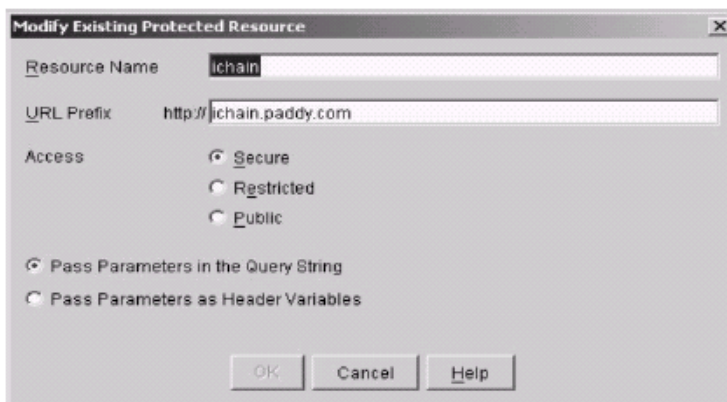 Modify Existing Protected Resource
Resource Name ichain
URL Prefix http:// ichain.paddy.com
Access Secure
Restricted
Public
Pass Parameters in the Query String
Pass Parameters as Header Variables
OK Cancel Help